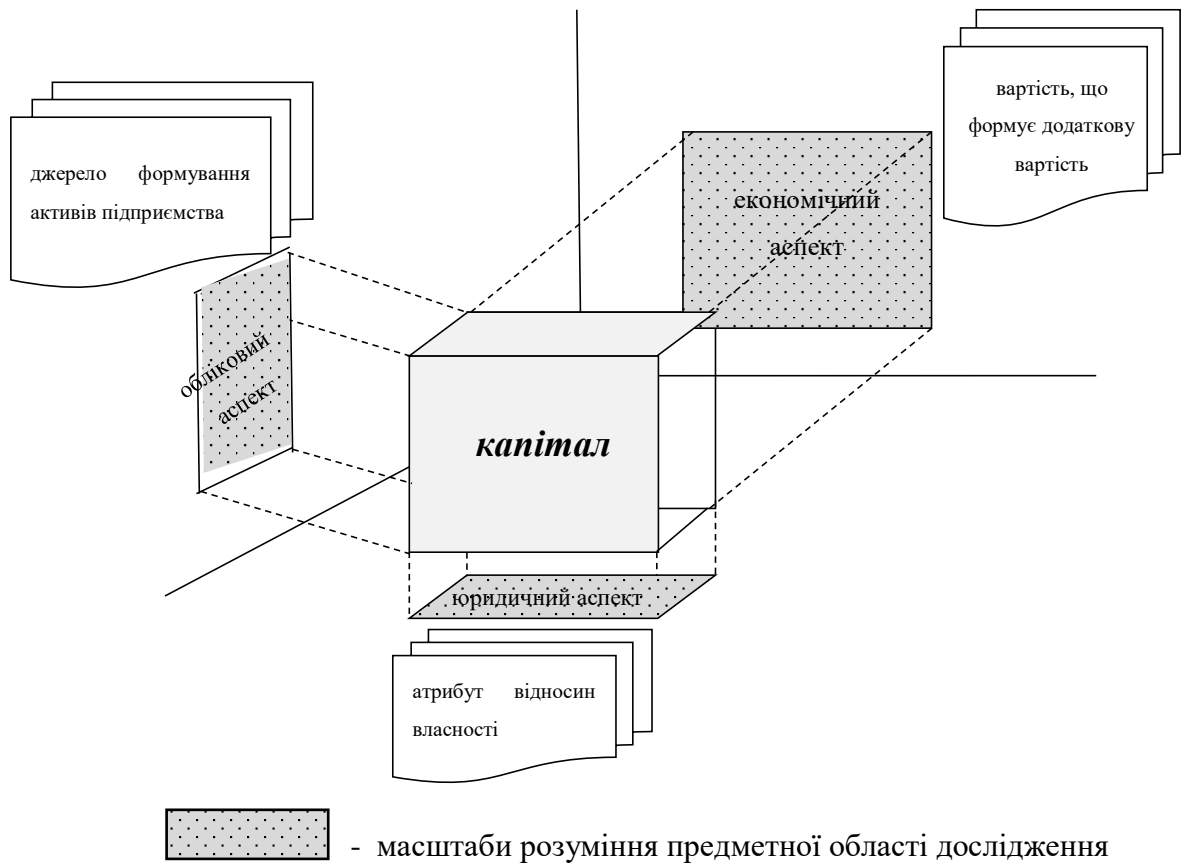 вартість, що
формує додаткову
вартість
джерело формування
активів підприємства
економічний
аспект
обліковий
аспект
капітал
юридичний аспект
атрибут відносин
власності
- масштаби розуміння предметної області дослідження